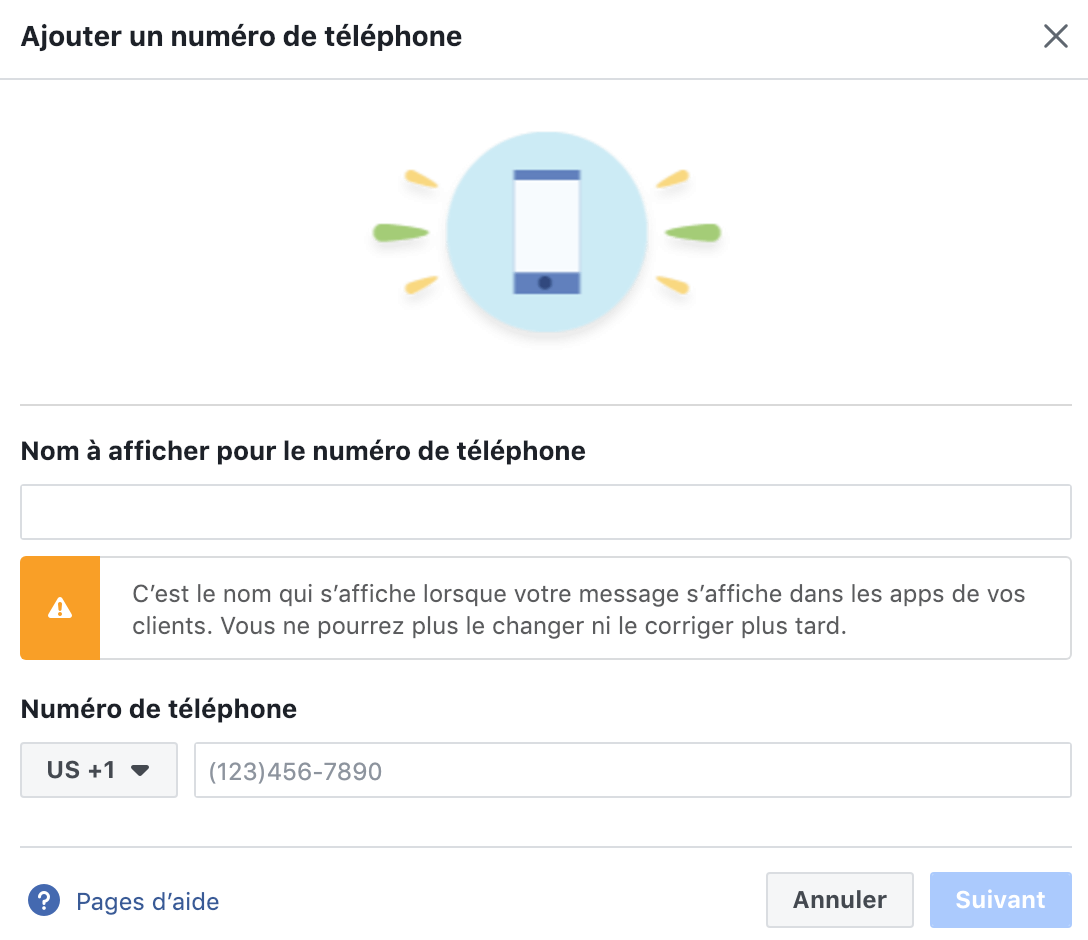 Ajouter un numéro de téléphone
Nom à afficher pour le numéro de téléphone
C’est le nom qui s’affiche lorsque votre message s’affiche dans les apps de vos
clients. Vous ne pourrez plus le changer ni le corriger plus tard.
Numéro de téléphone
US +1
(123)456-7890
? Pages d’aide
Annuler
Suivant